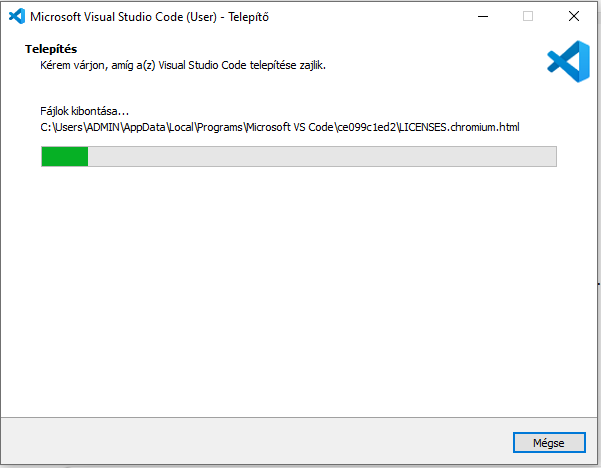 Microsoft Visual Studio Code (User) - Telepítő
Telepítés
Kérem várjon, amíg a(z) Visual Studio Code telepítése zajlik.
Fájlok kibontása...
C:\Users\ADMIN\AppData\Local\Programs\Microsoft VS Code\ce099c1ed2\LICENSES.chromium.html
Mégse